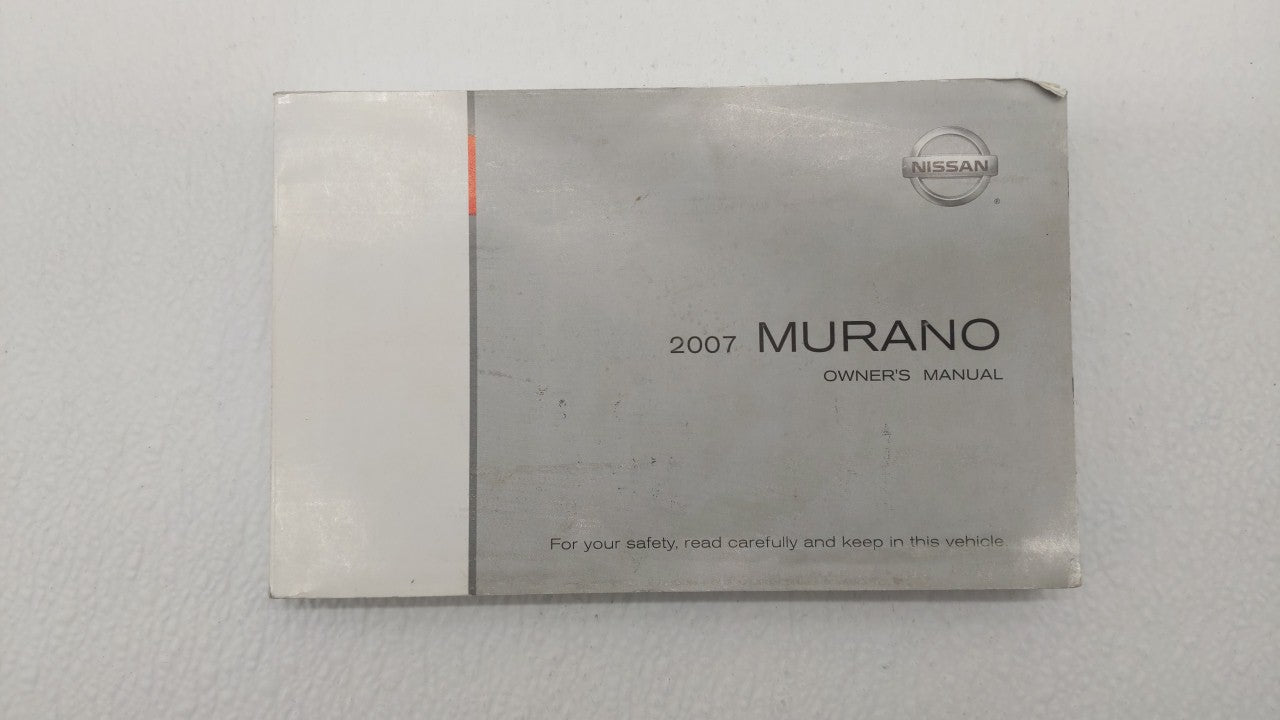 NISSAN
®
2007 MURANO
OWNER'S MANUAL
For your safety, read carefully and keep in this vehicle.